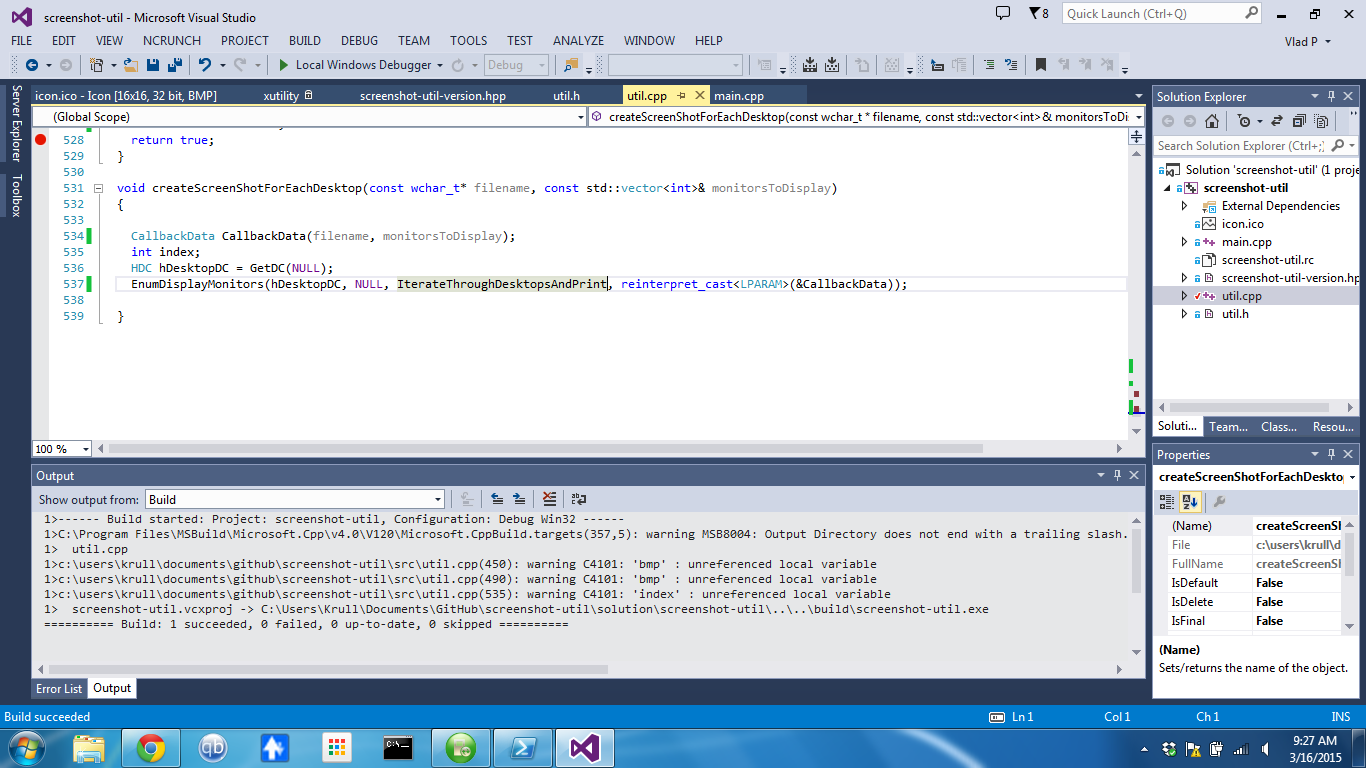 screenshot-util - Microsoft Visual Studio
8
Quick Launch (Ctrl+Q)
FILE EDIT VIEW NCRUNCH PROJECT BUILD DEBUG TEAM TOOLS TEST ANALYZE WINDOW HELP
Vlad P
Local Windows Debugger
Debug
Server Explorer
Toolbox
icon.ico - Icon [16x16, 32 bit, BMP] xutility screenshot-util-version.hpp util.h util.cpp main.cpp
(Global Scope)
createScreenShotForEachDesktop(const wchar_t * filename, const std::vector<int> & monitorsToDi
528 return true;
529 }
530
531 void createScreenShotForEachDesktop(const wchar_t* filename, const std::vector<int>& monitorsToDisplay)
532 {
533
534 CallbackData CallbackData(filename, monitorsToDisplay);
535 int index;
536 HDC hDesktopDC = GetDC(NULL);
537 EnumDisplayMonitors(hDesktopDC, NULL, IterateThroughDesktopsAndPrint, reinterpret_cast<LPARAM>(&CallbackData));
538
539 }
100 %
Output
Show output from: Build
1>------ Build started: Project: screenshot-util, Configuration: Debug Win32 ------
1>C:\Program Files\MSBuild\Microsoft.Cpp\v4.0\V120\Microsoft.CppBuild.targets(357,5): warning MSB8004: Output Directory does not end with a trailing slash.
1> util.cpp
1>c:\users\krull\documents\github\screenshot-util\src\util.cpp(450): warning C4101: 'bmp' : unreferenced local variable
1>c:\users\krull\documents\github\screenshot-util\src\util.cpp(490): warning C4101: 'bmp' : unreferenced local variable
1>c:\users\krull\documents\github\screenshot-util\src\util.cpp(535): warning C4101: 'index' : unreferenced local variable
1> screenshot-util.vcxproj -> C:\Users\Krull\Documents\GitHub\screenshot-util\solution\screenshot-util\..\..\build\screenshot-util.exe
========== Build: 1 succeeded, 0 failed, 0 up-to-date, 0 skipped ==========
Error List Output
Solution Explorer
Search Solution Explorer (Ctrl+;)
Solution 'screenshot-util' (1 proje
screenshot-util
External Dependencies
icon.ico
main.cpp
screenshot-util.rc
screenshot-util-version.hp
util.cpp
util.h
Soluti... Team... Class... Resou...
Properties
createScreenShotForEachDeskto
(Name) createScreenSl
File c:\users\krull\d
FullName createScreenSl
IsDefault False
IsDelete False
IsFinal False
(Name)
Sets/returns the name of the object.
Build succeeded
Ln 1 Col 1 Ch 1 INS
qb
C:\_
9:27 AM
3/16/2015